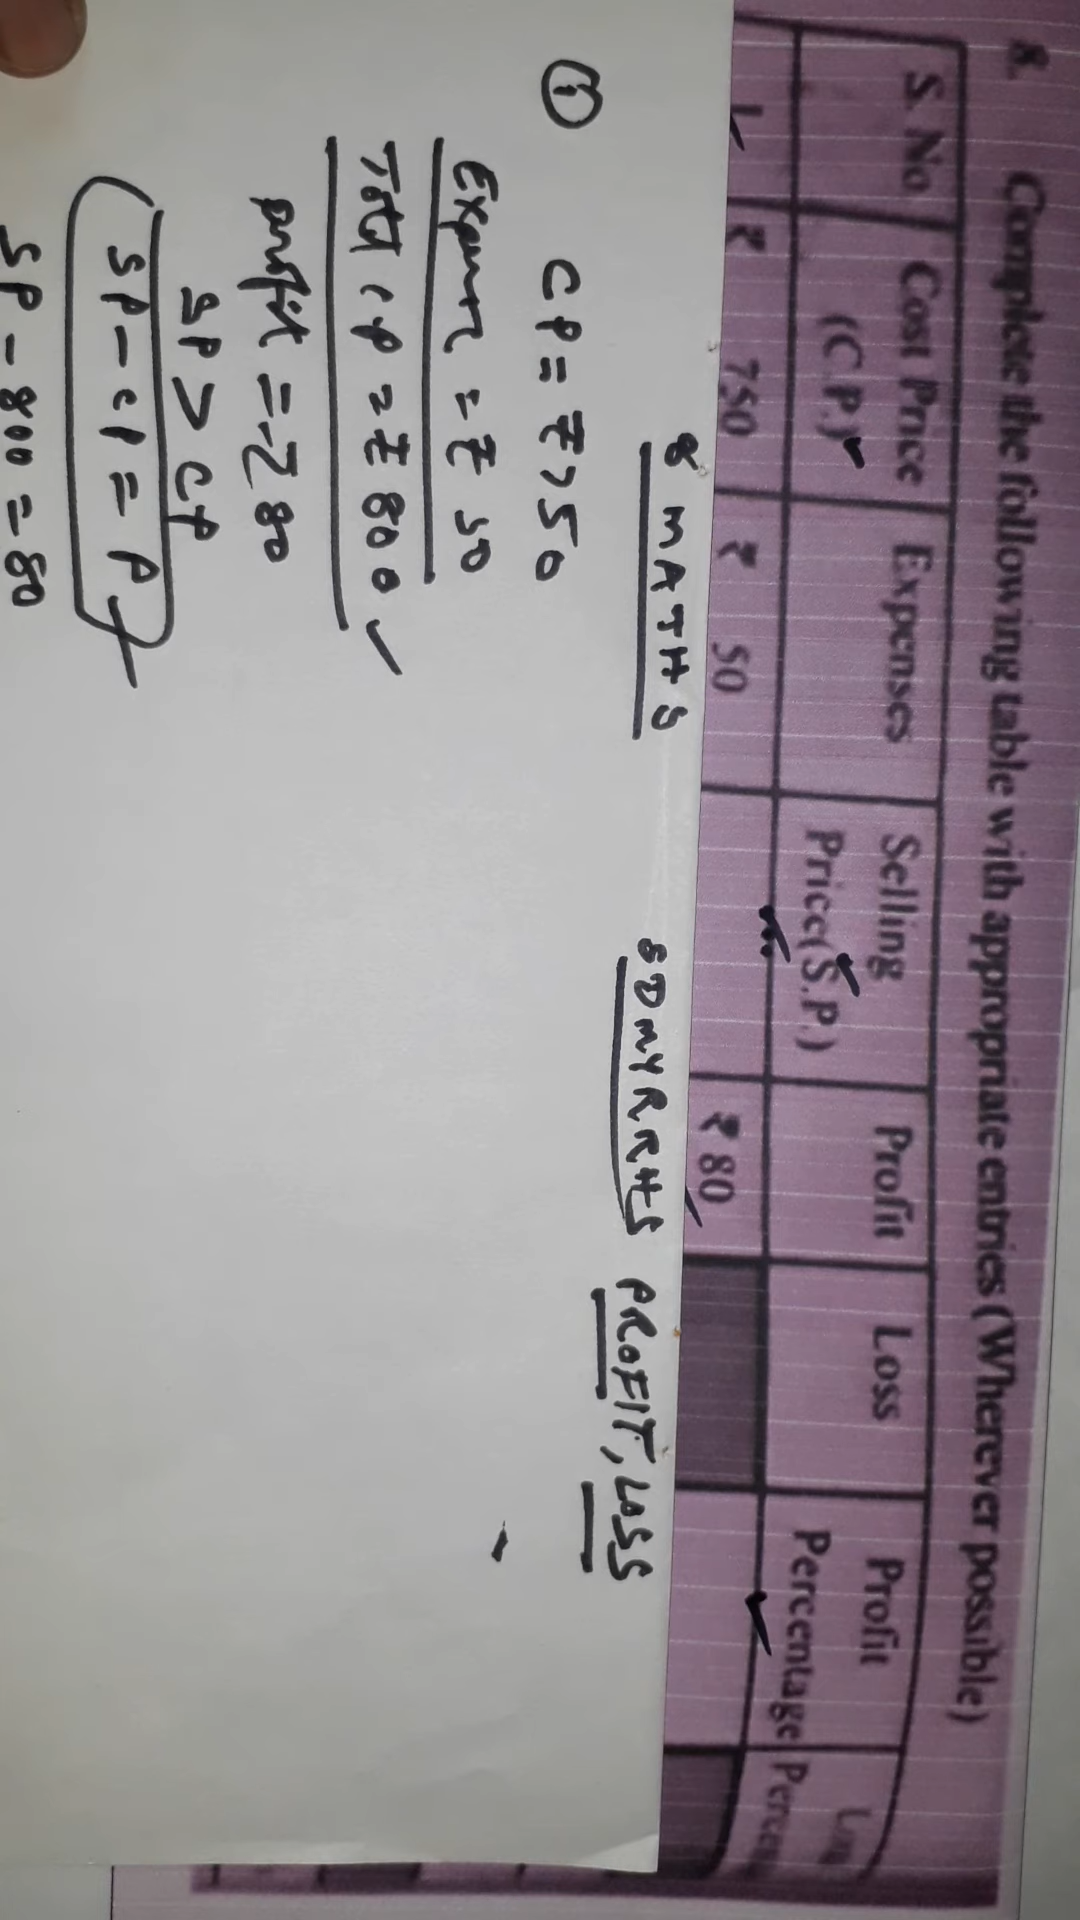 8. Complete the following table with appropriate entries (Wherever possible)
S. No Cost Price (C.P.) Expenses Selling Price(S.P.) Profit Loss Profit Percentage
1. ₹ 750 ₹ 50 ₹ 80
8 MATHS SDMYRRHS PROFIT, LOSS
① CP = ₹750
= ₹ 50
Total CP = ₹ 800
profit = ₹ 80
SP > CP
SP - CP = P
SP - 800 = 80